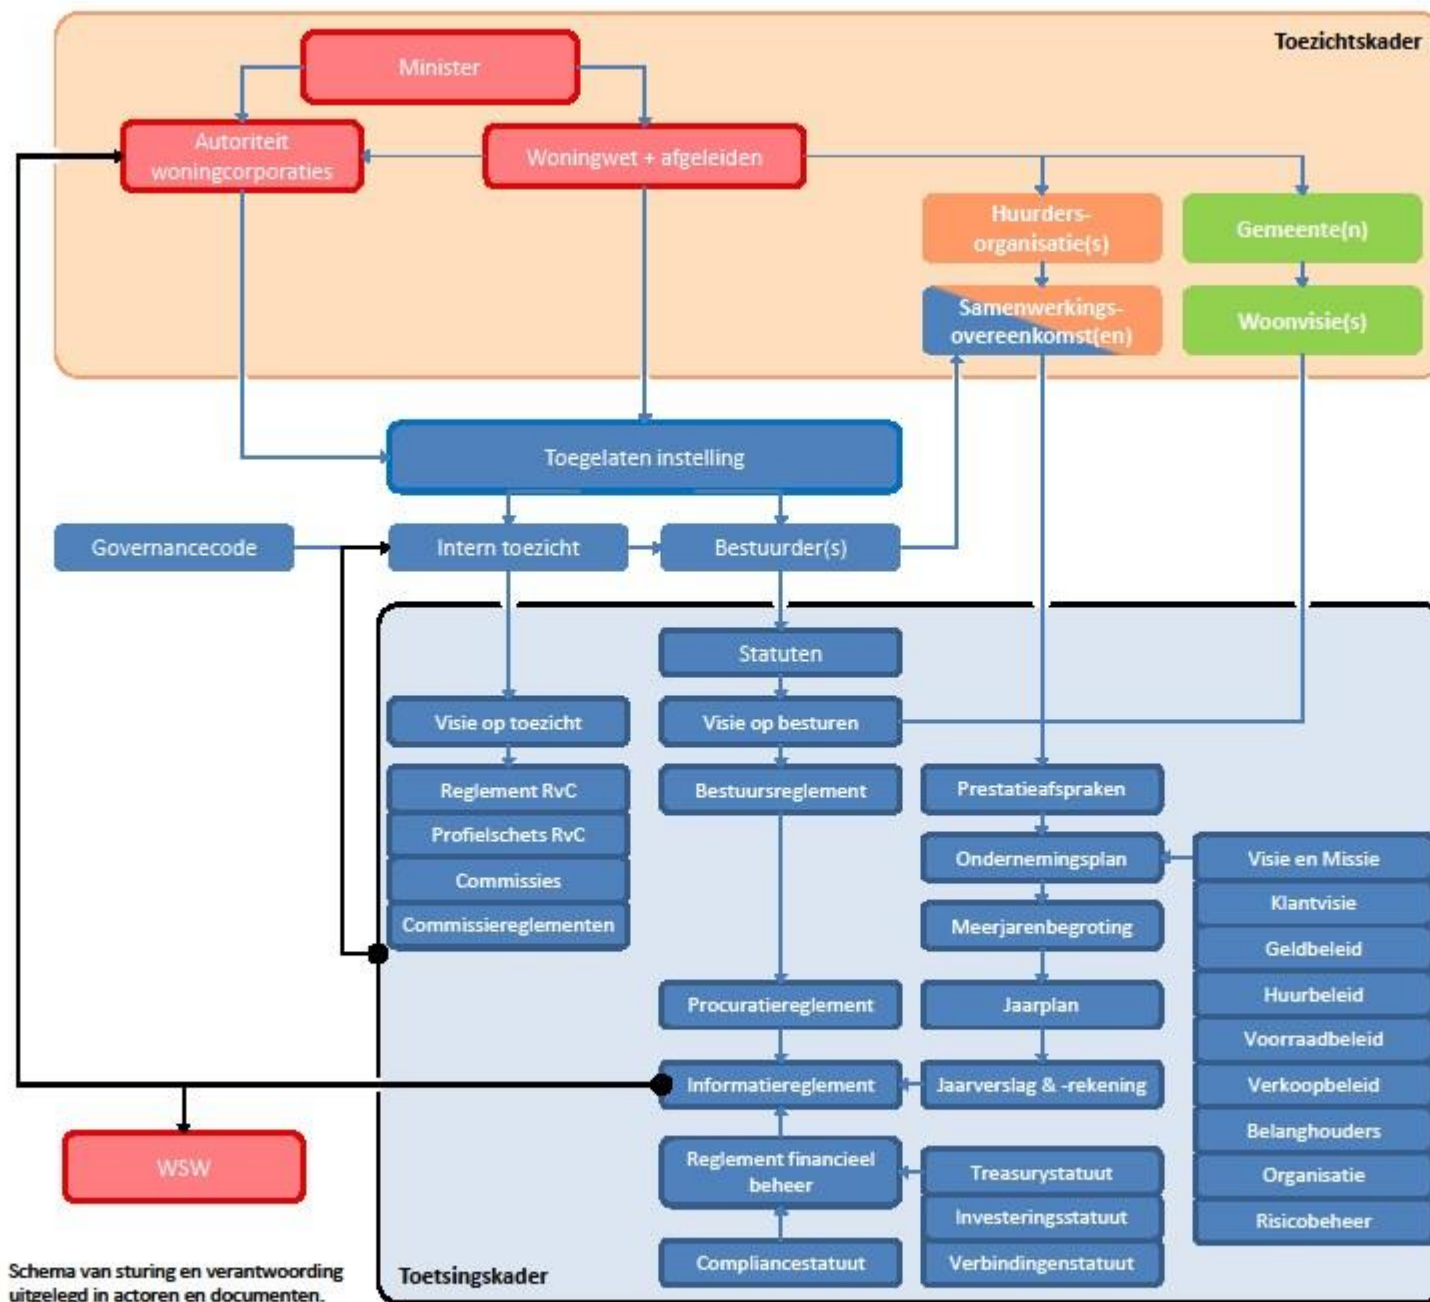 Toezichtskader
Minister
Autoriteit
woningcorporaties
Woningwet + afgeleiden
Huurders-
organisatie(s)
Gemeente(n)
Samenwerkings-
overeenkomst(en)
Woonvisie(s)
Toegelaten instelling
Governancecode
Intern toezicht
Bestuurder(s)
Statuten
Visie op toezicht
Visie op besturen
Reglement RvC
Bestuursreglement
Prestatieafspraken
Profielschets RvC
Ondernemingsplan
Visie en Missie
Commissies
Klantvisie
Commissiereglementen
Meerjarenbegroting
Geldbeleid
Procuratiereglement
Jaarplan
Huurbeleid
Voorraadbeleid
Informatiereglement
Jaarverslag & -rekening
Verkoopbeleid
Belanghouders
WSW
Reglement financieel
beheer
Treasurystatuut
Organisatie
Investeringsstatuut
Risicobeheer
Compliancestatuut
Verbindingenstatuut
Toetsingskader
Schema van sturing en verantwoording
uitgelegd in actoren en documenten.